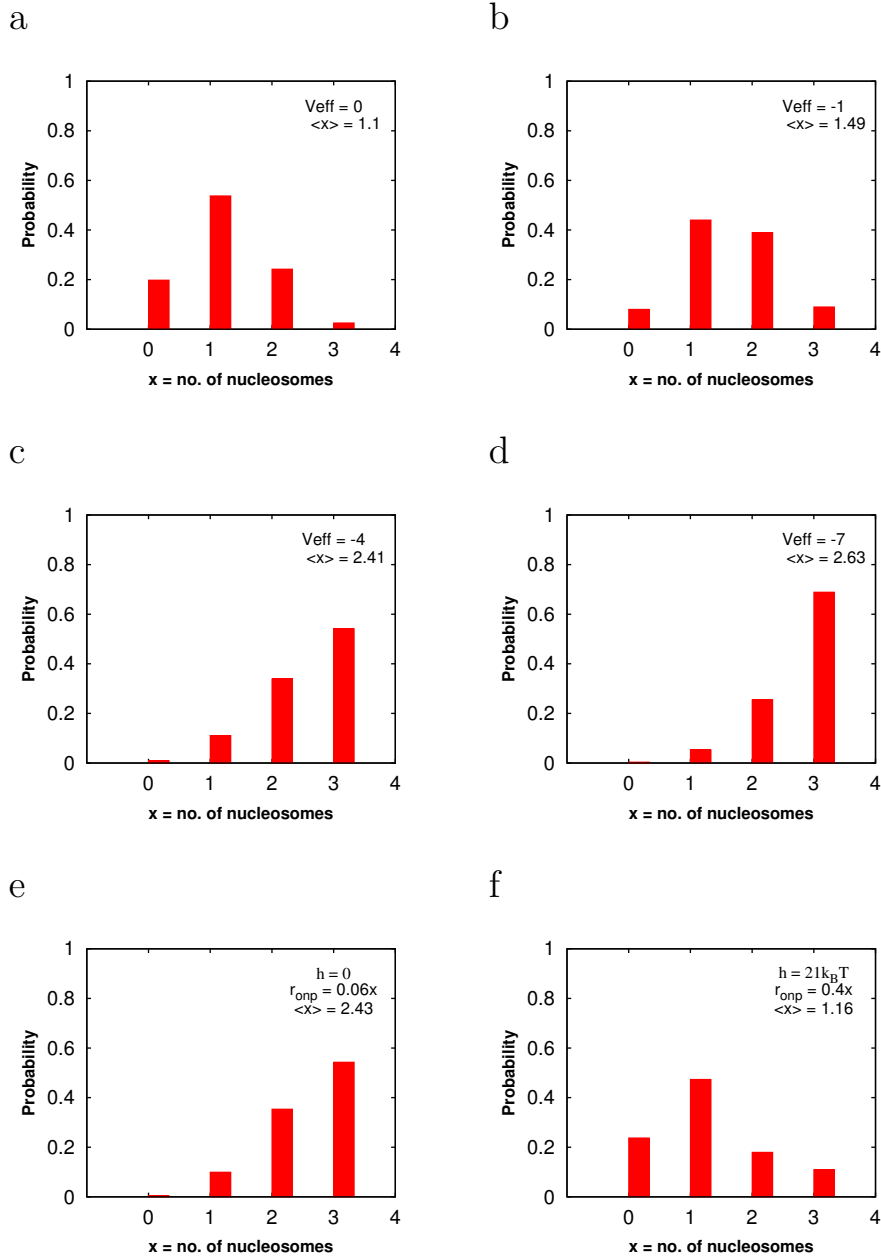 a
Veff = 0
<x> = 1.1
1
0.8
0.6
0.4
0.2
0
Probability
0 1 2 3 4
x = no. of nucleosomes
b
Veff = -1
<x> = 1.49
1
0.8
0.6
0.4
0.2
0
Probability
0 1 2 3 4
x = no. of nucleosomes
c
Veff = -4
<x> = 2.41
1
0.8
0.6
0.4
0.2
0
Probability
0 1 2 3 4
x = no. of nucleosomes
d
Veff = -7
<x> = 2.63
1
0.8
0.6
0.4
0.2
0
Probability
0 1 2 3 4
x = no. of nucleosomes
e
h = 0
r_onp = 0.06x
<x> = 2.43
1
0.8
0.6
0.4
0.2
0
Probability
0 1 2 3 4
x = no. of nucleosomes
f
h = 21k_BT
r_onp = 0.4x
<x> = 1.16
1
0.8
0.6
0.4
0.2
0
Probability
0 1 2 3 4
x = no. of nucleosomes